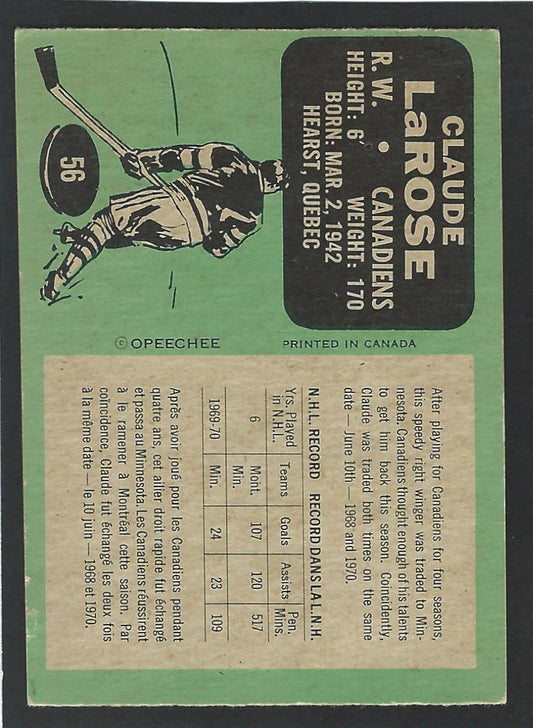 CLAUDE
LaROSE
R. W. • CANADIENS
HEIGHT: 6' WEIGHT: 170
BORN: MAR. 2, 1942
HEARST, QUEBEC
56
© OPEECHEE
PRINTED IN CANADA
After playing for Canadiens for four seasons,
this speedy right winger was traded to Min-
nesota. Canadiens thought enough of his talents
to get him back this season. Coincidently,
Claude was traded both times on the same
date — June 10th — 1968 and 1970.
N.H.L. RECORD RECORD DANS LA L.N.H.
Yrs. Played in N.H.L. Teams Goals Assists Pen. Mins.
6 Mont. Min. 107 120 517
1969-70 Min. 24 23 109
Après avoir joué pour les Canadiens pendant
quatre ans, cet ailier droit rapide fut échangé
et passa au Minnesota. Les Canadiens réussirent
à le ramener à Montréal cette saison. Par
coïncidence, Claude fut échangé les deux fois
à la même date — le 10 juin — 1968 et 1970.